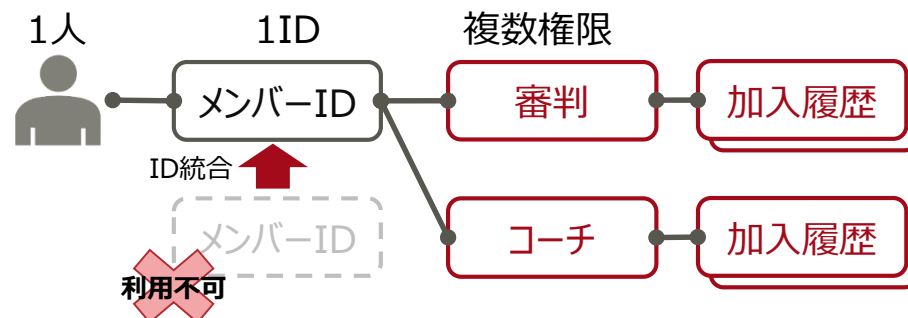 1人
1ID
複数権限
メンバーID
審判
加入履歴
ID統合
メンバーID
コーチ
加入履歴
利用不可